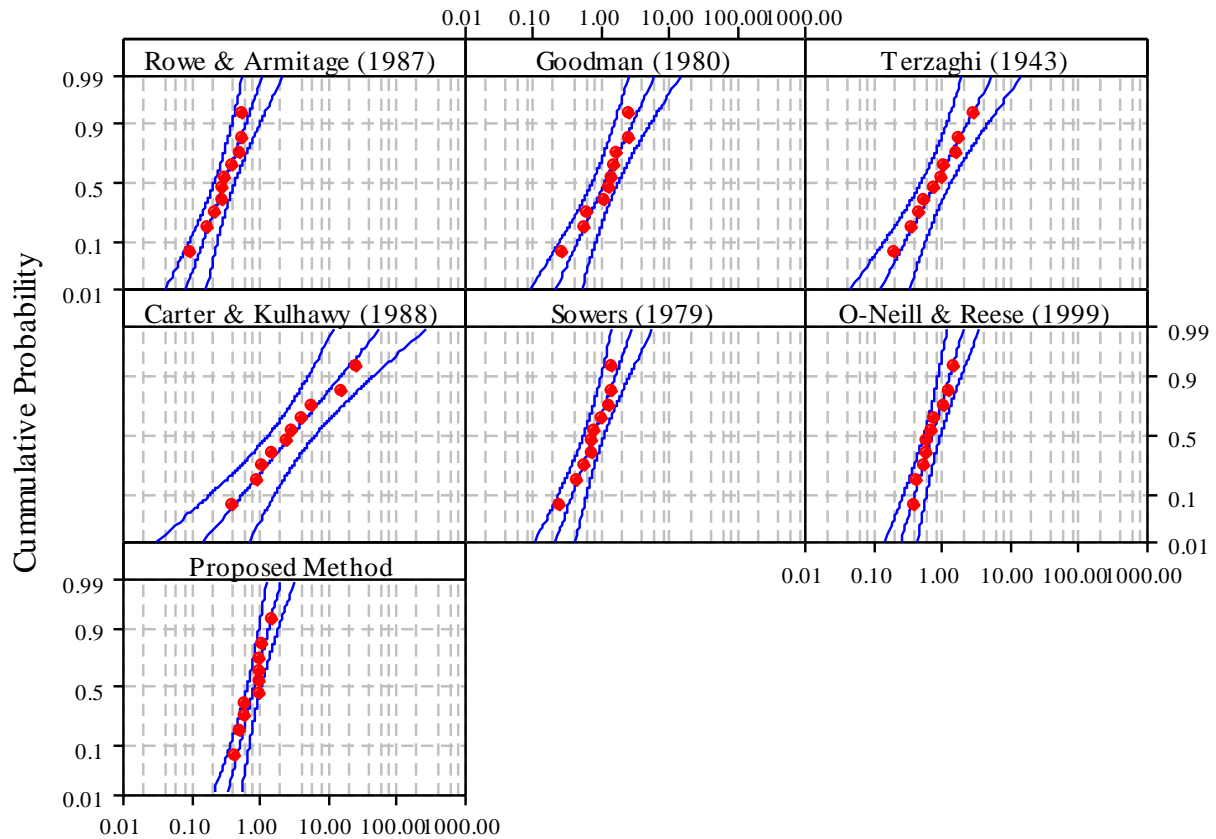 0.01 0.10 1.00 10.00 100.00 1000.00
Rowe & Armitage (1987) Goodman (1980) Terzaghi (1943)
0.99
0.9
0.5
0.1
0.01
Carter & Kulhawy (1988) Sowers (1979) O-Neill & Reese (1999)
0.99
0.9
0.5
0.1
0.01
Cummulative Probability
0.01 0.10 1.00 10.00 100.00 1000.00
Proposed Method
0.99
0.9
0.5
0.1
0.01
0.01 0.10 1.00 10.00 100.00 1000.00